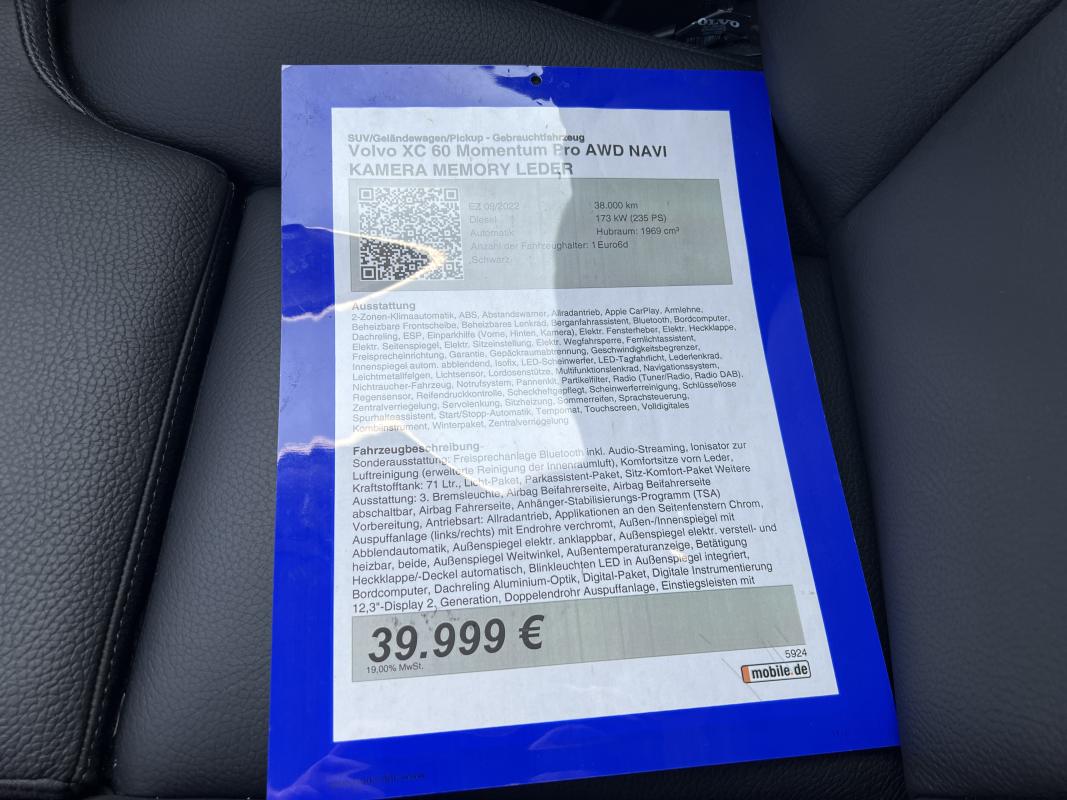 VOLVO
SUV/Geländewagen/Pickup - Gebrauchtfahrzeug
Volvo XC 60 Momentum Pro AWD NAVI
KAMERA MEMORY LEDER
EZ 09/2022 38.000 km
Diesel 173 kW (235 PS)
Automatik Hubraum: 1969 cm³
Anzahl der Fahrzeughalter: 1 Euro6d
Schwarz
Ausstattung
2-Zonen-Klimaautomatik, ABS, Abstandswarner, Allradantrieb, Apple CarPlay, Armlehne,
Beheizbare Frontscheibe, Beheizbares Lenkrad, Berganfahrassistent, Bluetooth, Bordcomputer,
Dachreling, ESP, Einparkhilfe (Vorne, Hinten, Kamera), Elektr. Fensterheber, Elektr. Heckklappe,
Elektr. Seitenspiegel, Elektr. Sitzeinstellung, Elektr. Wegfahrsperre, Fernlichtassistent,
Freisprecheinrichtung, Garantie, Gepäckraumabtrennung, Geschwindigkeitsbegrenzer,
Innenspiegel autom. abblendend, Isofix, LED-Scheinwerfer, LED-Tagfahrlicht, Lederlenkrad,
Leichtmetallfelgen, Lichtsensor, Lordosenstütze, Multifunktionslenkrad, Navigationssystem,
Nichtraucher-Fahrzeug, Notrufsystem, Pannenkit, Partikelfilter, Radio (Tuner/Radio, Radio DAB),
Regensensor, Reifendruckkontrolle, Scheckheftgepflegt, Scheinwerferreinigung, Schlüssellose
Zentralverriegelung, Servolenkung, Sitzheizung, Sommerreifen, Sprachsteuerung,
Spurhalteassistent, Start/Stopp-Automatik, Tempomat, Touchscreen, Volldigitales
Kombiinstrument, Winterpaket, Zentralverriegelung
Fahrzeugbeschreibung
Sonderausstattung: Freisprechanlage Bluetooth inkl. Audio-Streaming, Ionisator zur
Luftreinigung (erweiterte Reinigung der Innenraumluft), Komfortsitze vorn Leder,
Kraftstofftank: 71 Ltr., Licht-Paket, Parkassistent-Paket, Sitz-Komfort-Paket Weitere
Ausstattung: 3. Bremsleuchte, Airbag Beifahrerseite, Airbag Beifahrerseite
abschaltbar, Airbag Fahrerseite, Anhänger-Stabilisierungs-Programm (TSA)
Vorbereitung, Antriebsart: Allradantrieb, Applikationen an den Seitenfenstern Chrom,
Auspuffanlage (links/rechts) mit Endrohre verchromt, Außen-/Innenspiegel mit
Abblendautomatik, Außenspiegel elektr. anklappbar, Außenspiegel elektr. verstell- und
heizbar, beide, Außenspiegel Weitwinkel, Außentemperaturanzeige, Betätigung
Heckklappe/-Deckel automatisch, Blinkleuchten LED in Außenspiegel integriert,
Bordcomputer, Dachreling Aluminium-Optik, Digital-Paket, Digitale Instrumentierung
12,3"-Display 2, Generation, Doppelendrohr Auspuffanlage, Einstiegsleisten mit
39.999 €
19,00% MwSt.
5924
mobile.de